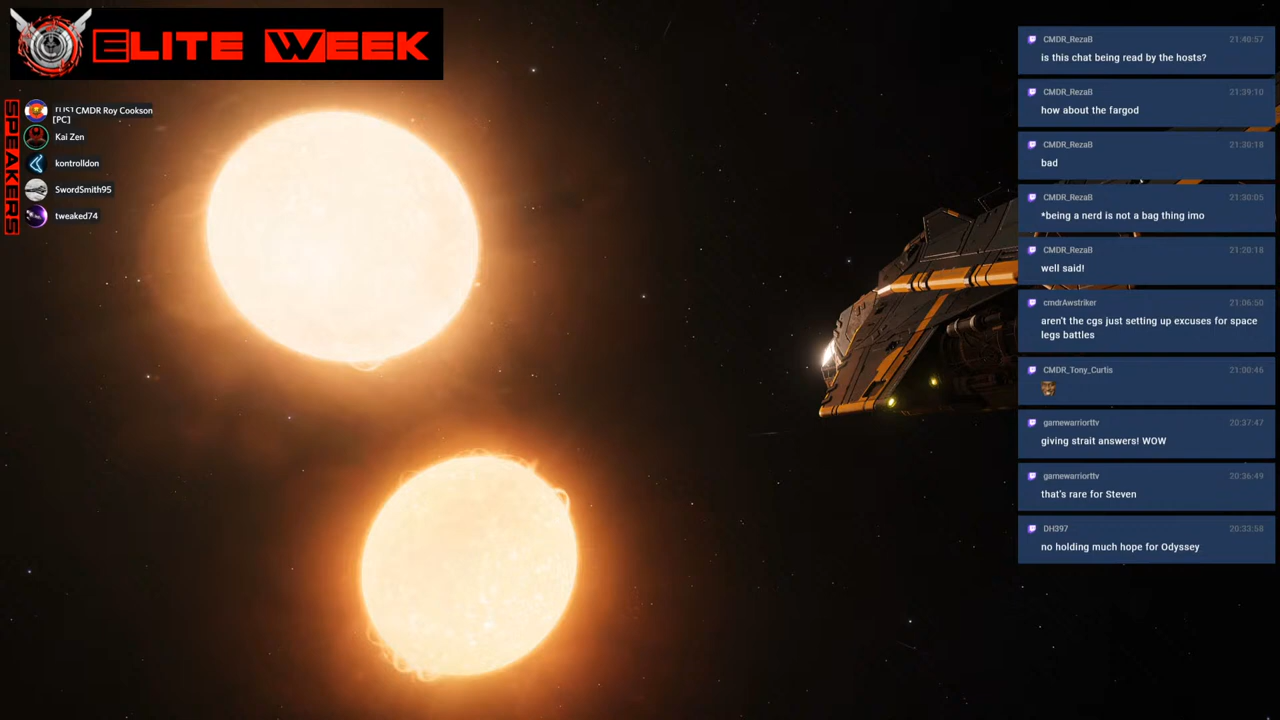 ELITE WEEK
SPEAKERS
CMDR Roy Cookson
[PC]
Kai Zen
kontrolldon
SwordSmith95
tweaked74
CMDR_RezaB 21:40:57
is this chat being read by the hosts?
CMDR_RezaB 21:39:10
how about the fargod
CMDR_RezaB 21:30:18
bad
CMDR_RezaB 21:30:05
*being a nerd is not a bag thing imo
CMDR_RezaB 21:20:18
well said!
cmdrAwstriker 21:06:50
aren't the cgs just setting up excuses for space
legs battles
CMDR_Tony_Curtis 21:00:46
gamewarriorttv 20:37:47
giving strait answers! WOW
gamewarriorttv 20:36:49
that's rare for Steven
DH397 20:33:58
no holding much hope for Odyssey